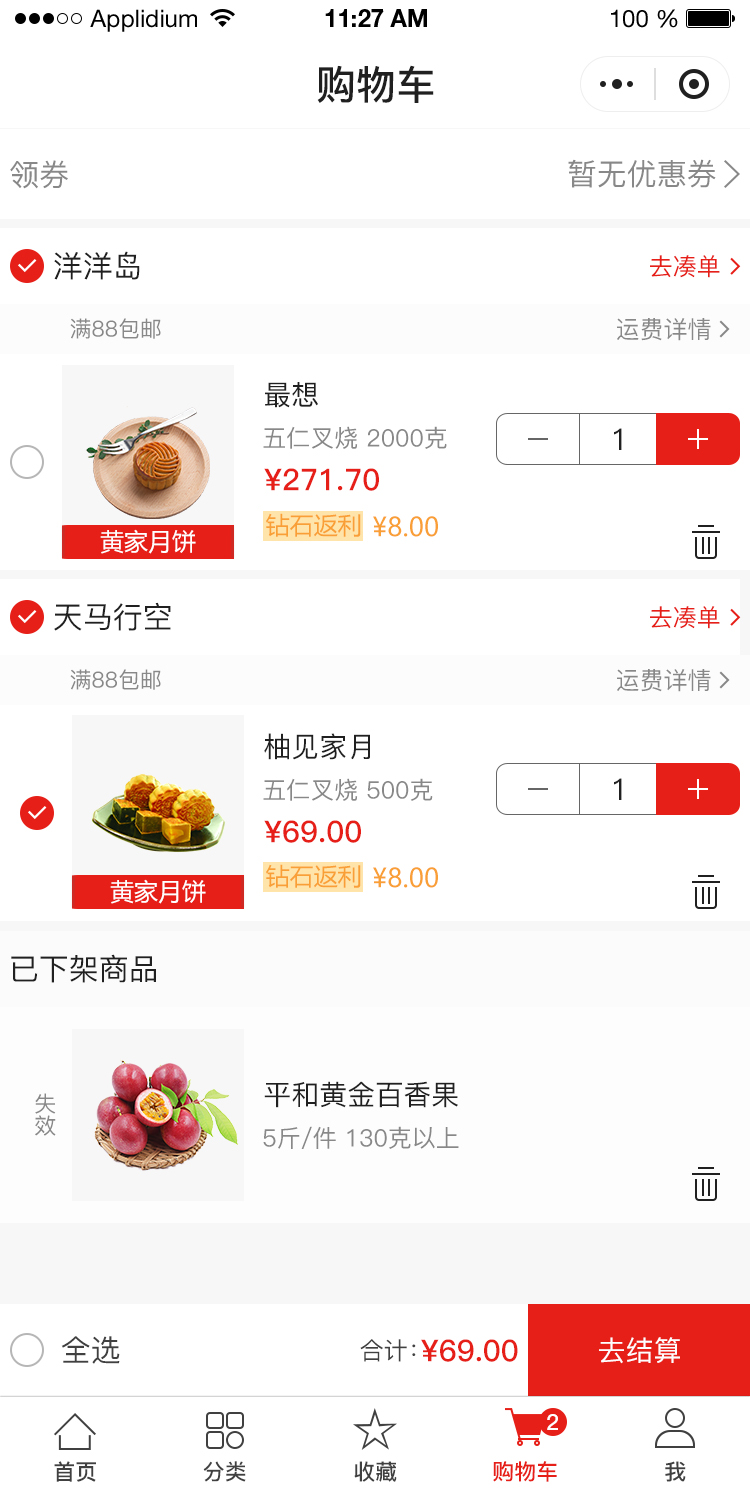 Applidium 11:27 AM 100 %
购物车
领券 暂无优惠券
洋洋岛 去凑单
满88包邮 运费详情
最想
五仁叉烧 2000克
¥271.70
1
钻石返利 ¥8.00
黄家月饼
天马行空 去凑单
满88包邮 运费详情
柚见家月
五仁叉烧 500克
¥69.00
1
钻石返利 ¥8.00
黄家月饼
已下架商品
失效
平和黄金百香果
5斤/件 130克以上
全选 合计:¥69.00 去结算
2
首页 分类 收藏 购物车 我